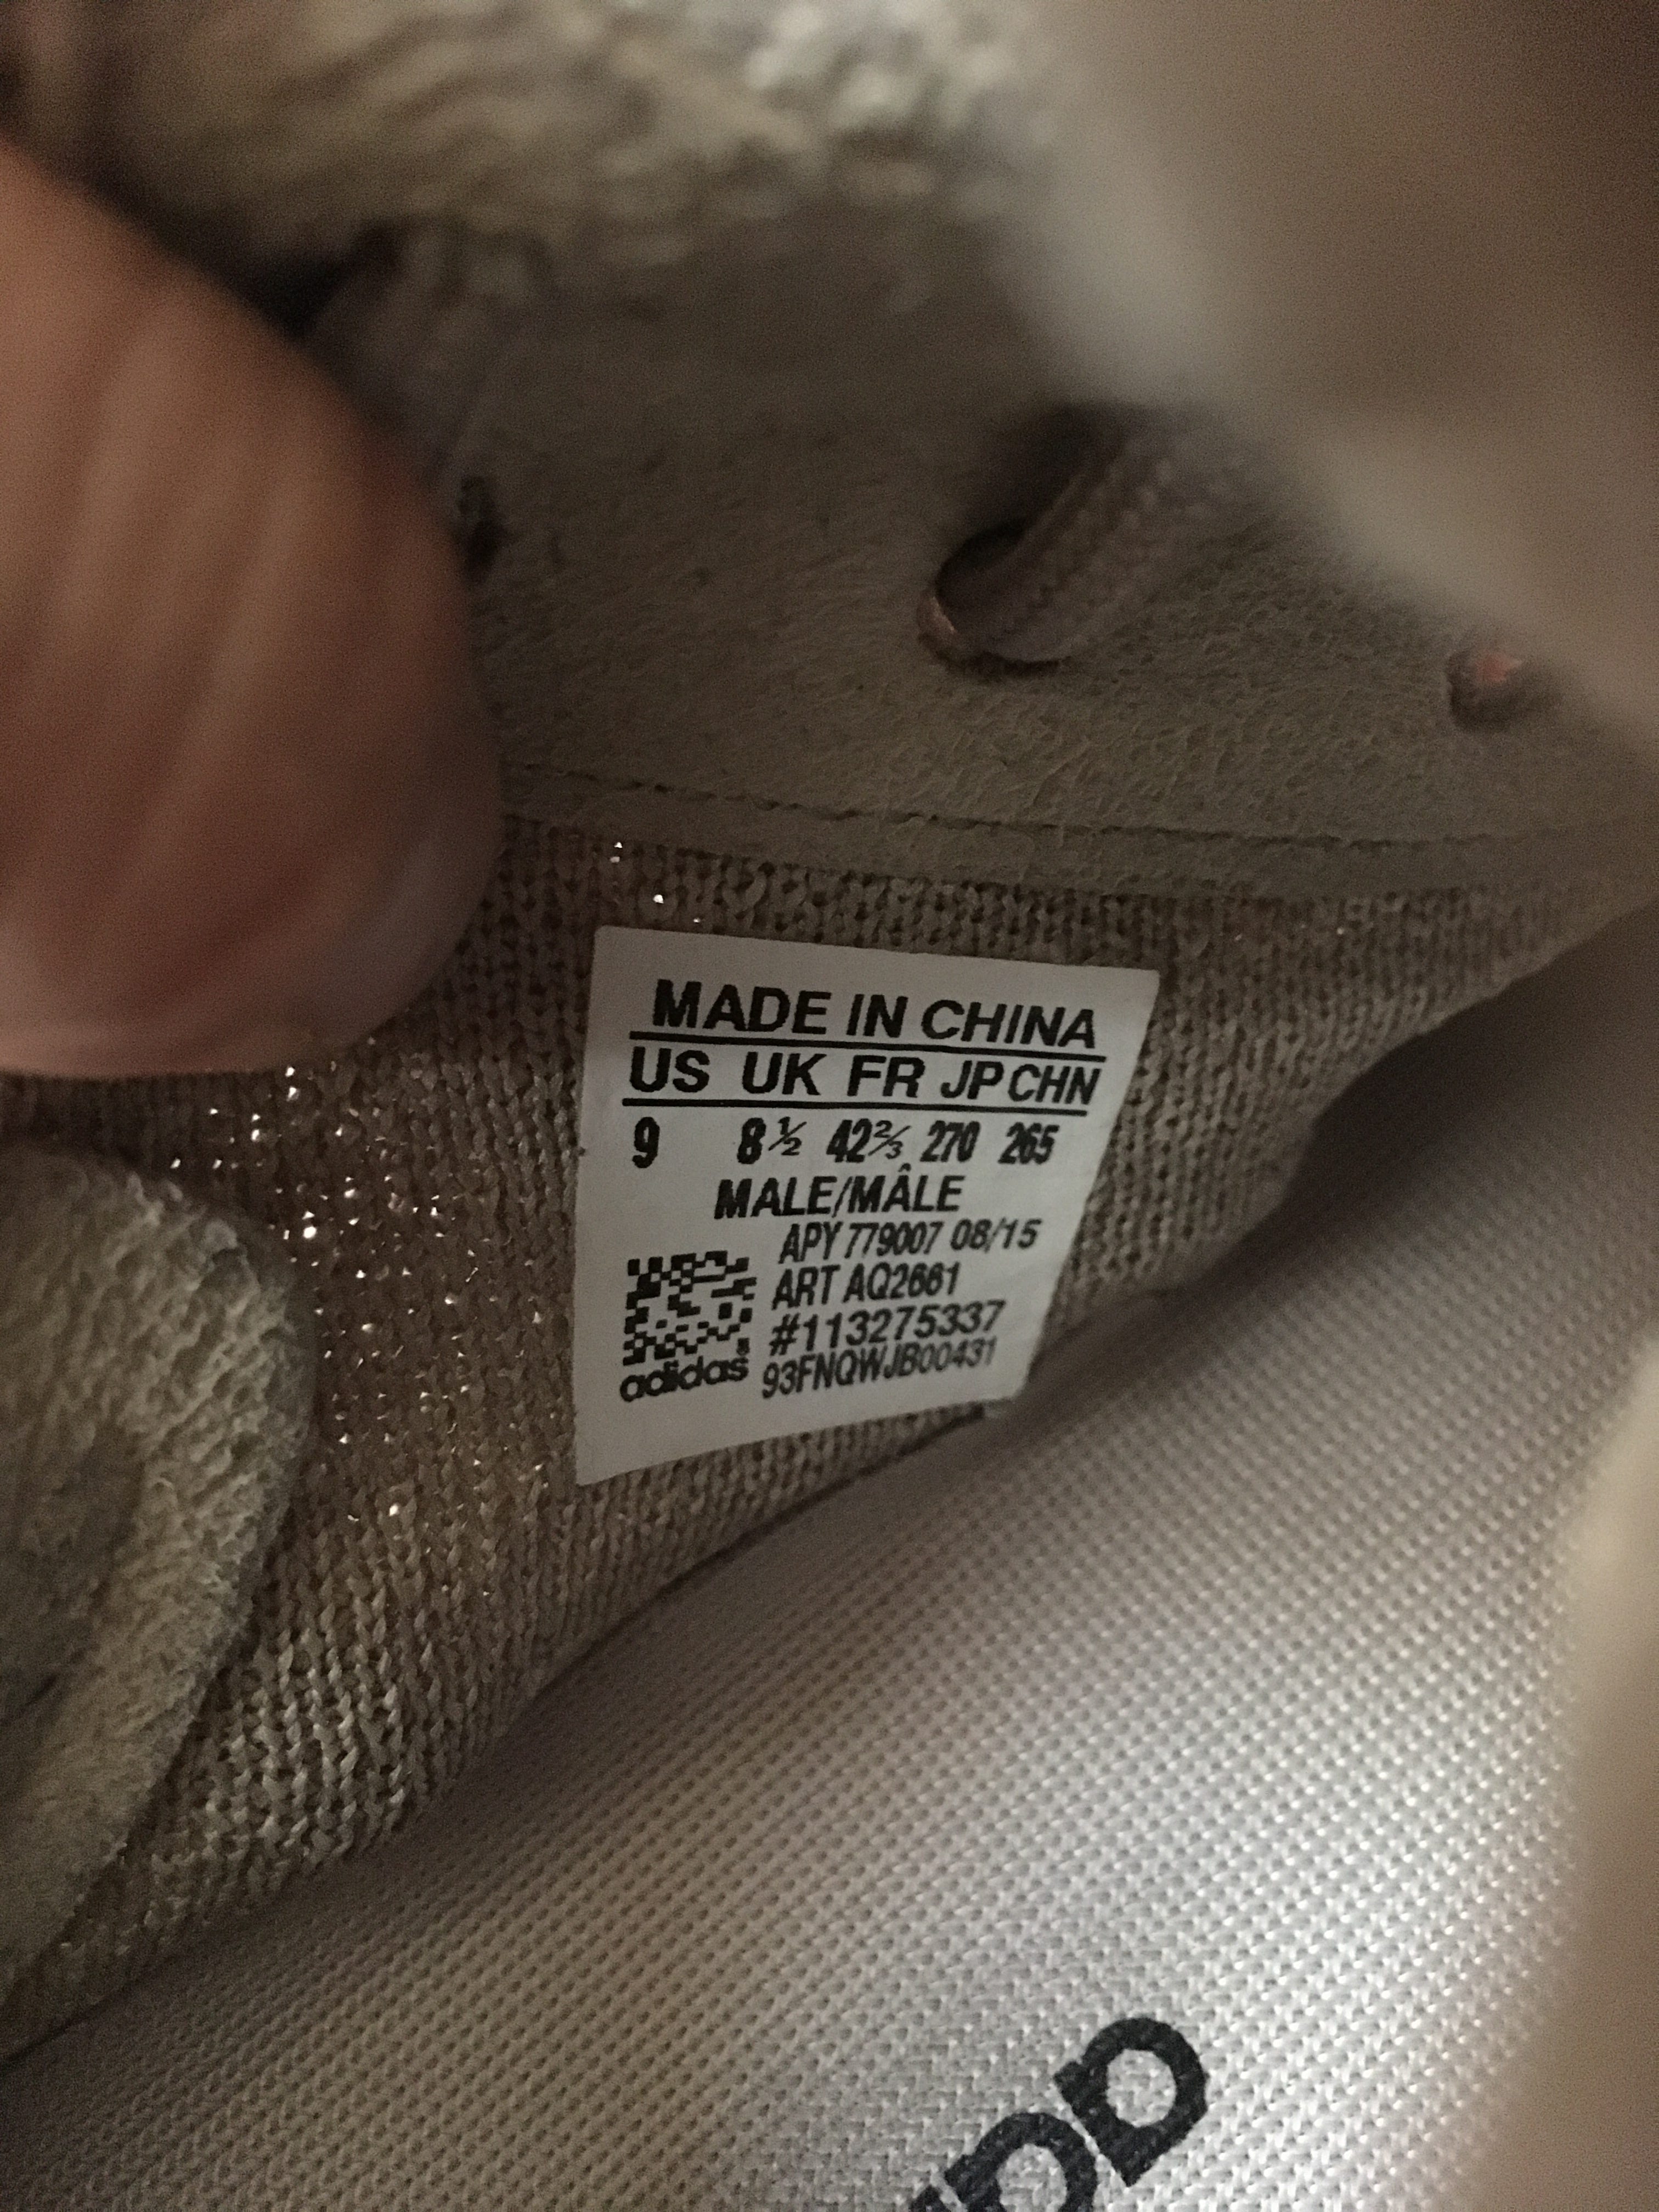 MADE IN CHINA
US UK FR JP CHN
9 8½ 42⅔ 270 265
MALE/MÂLE
APY 779007 08/15
ART AQ2661
#113275337
adidas 93FNQWJB00431